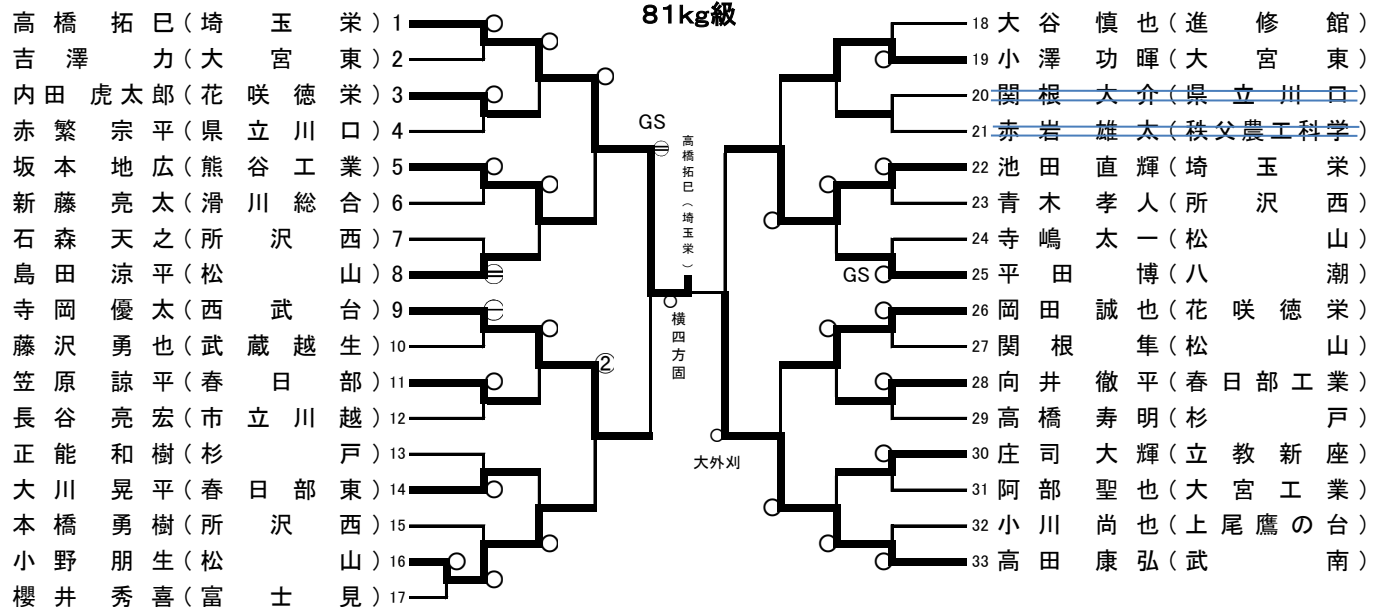 81kg級
高橋 拓巳(埼玉栄) 1
吉澤 力(大宮東) 2
内田 虎太郎(花咲徳栄) 3
赤繁 宗平(県立川口) 4
坂本 地広(熊谷工業) 5
新藤 亮太(滑川総合) 6
石森 天之(所沢西) 7
島田 涼平(松山) 8
寺岡 優太(西武台) 9
藤沢 勇也(武蔵越生) 10
笠原 諒平(春日部) 11
長谷 亮宏(市立川越) 12
正能 和樹(杉戸) 13
大川 晃平(春日部東) 14
本橋 勇樹(所沢西) 15
小野 朋生(松山) 16
櫻井 秀喜(富士見) 17
GS
②
高橋拓巳(埼玉栄)
横四方固
大外刈
GS
18 大谷 慎也(進修館)
19 小澤 功暉(大宮東)
20 関根 大介(県立川口)
21 赤岩 雄太(秩父農工科学)
22 池田 直輝(埼玉栄)
23 青木 孝人(所沢西)
24 寺嶋 太一(松山)
25 平田 博(八潮)
26 岡田 誠也(花咲徳栄)
27 関根 隼(松山)
28 向井 徹平(春日部工業)
29 高橋 寿明(杉戸)
30 庄司 大輝(立教新座)
31 阿部 聖也(大宮工業)
32 小川 尚也(上尾鷹の台)
33 高田 康弘(武南)